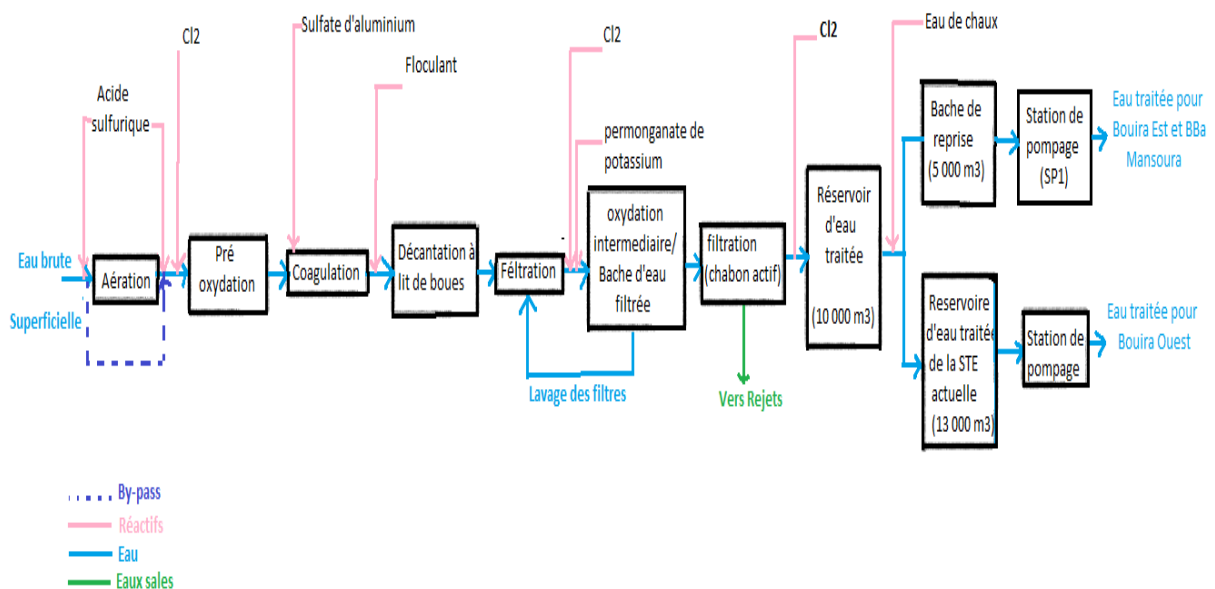 Acide
sulfurique
Cl2
Sulfate d'aluminium
Floculant
Cl2
permonganate de
potassium
Cl2
Eau de chaux
Eau brute
Superficielle
Aération
Pré
oxydation
Coagulation
Décantation à
lit de boues
Féltration
oxydation
intermediaire/
Bache d'eau
filtrée
filtration
(chabon actif)
Réservoir
d'eau
traitée
(10 000 m3)
Bache de
reprise
(5 000 m3)
Station de
pompage
(SP1)
Eau traitée pour
Bouira Est et BBa
Mansoura
Reservoire
d'eau traitée
de la STE
actuelle
(13 000 m3)
Station de
pompage
Eau traitée pour
Bouira Ouest
Lavage des filtres
Vers Rejets
By-pass
Réactifs
Eau
Eaux sales